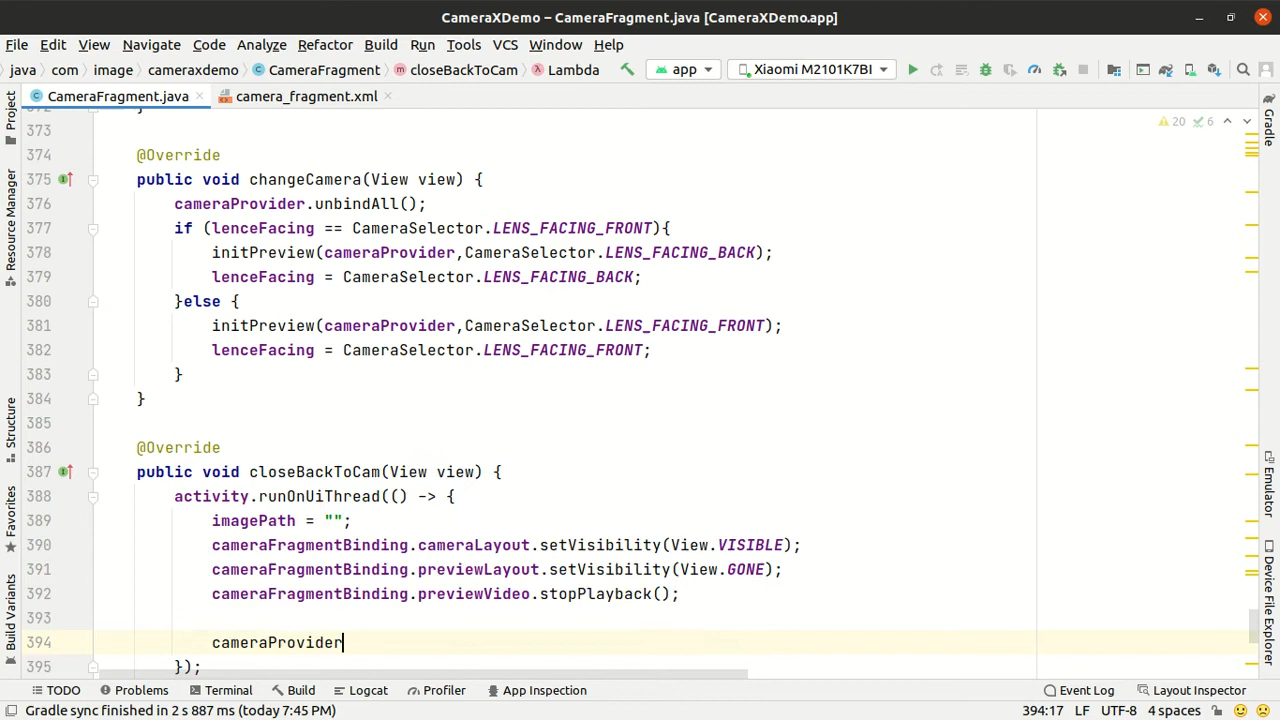 CameraXDemo – CameraFragment.java [CameraXDemo.app]
File Edit View Navigate Code Analyze Refactor Build Run Tools VCS Window Help
java com image cameraxdemo CameraFragment closeBackToCam Lambda app Xiaomi M2101K7BI
CameraFragment.java camera_fragment.xml
20 6
373
374 @Override
375 public void changeCamera(View view) {
376 cameraProvider.unbindAll();
377 if (lenceFacing == CameraSelector.LENS_FACING_FRONT){
378 initPreview(cameraProvider,CameraSelector.LENS_FACING_BACK);
379 lenceFacing = CameraSelector.LENS_FACING_BACK;
380 }else {
381 initPreview(cameraProvider,CameraSelector.LENS_FACING_FRONT);
382 lenceFacing = CameraSelector.LENS_FACING_FRONT;
383 }
384 }
385
386 @Override
387 public void closeBackToCam(View view) {
388 activity.runOnUiThread(() -> {
389 imagePath = "";
390 cameraFragmentBinding.cameraLayout.setVisibility(View.VISIBLE);
391 cameraFragmentBinding.previewLayout.setVisibility(View.GONE);
392 cameraFragmentBinding.previewVideo.stopPlayback();
393
394 cameraProvider
395 });
Project
Resource Manager
Structure
Favorites
Build Variants
Gradle
Emulator
Device File Explorer
TODO Problems Terminal Build Logcat Profiler App Inspection Event Log Layout Inspector
Gradle sync finished in 2 s 887 ms (today 7:45 PM) 394:17 LF UTF-8 4 spaces